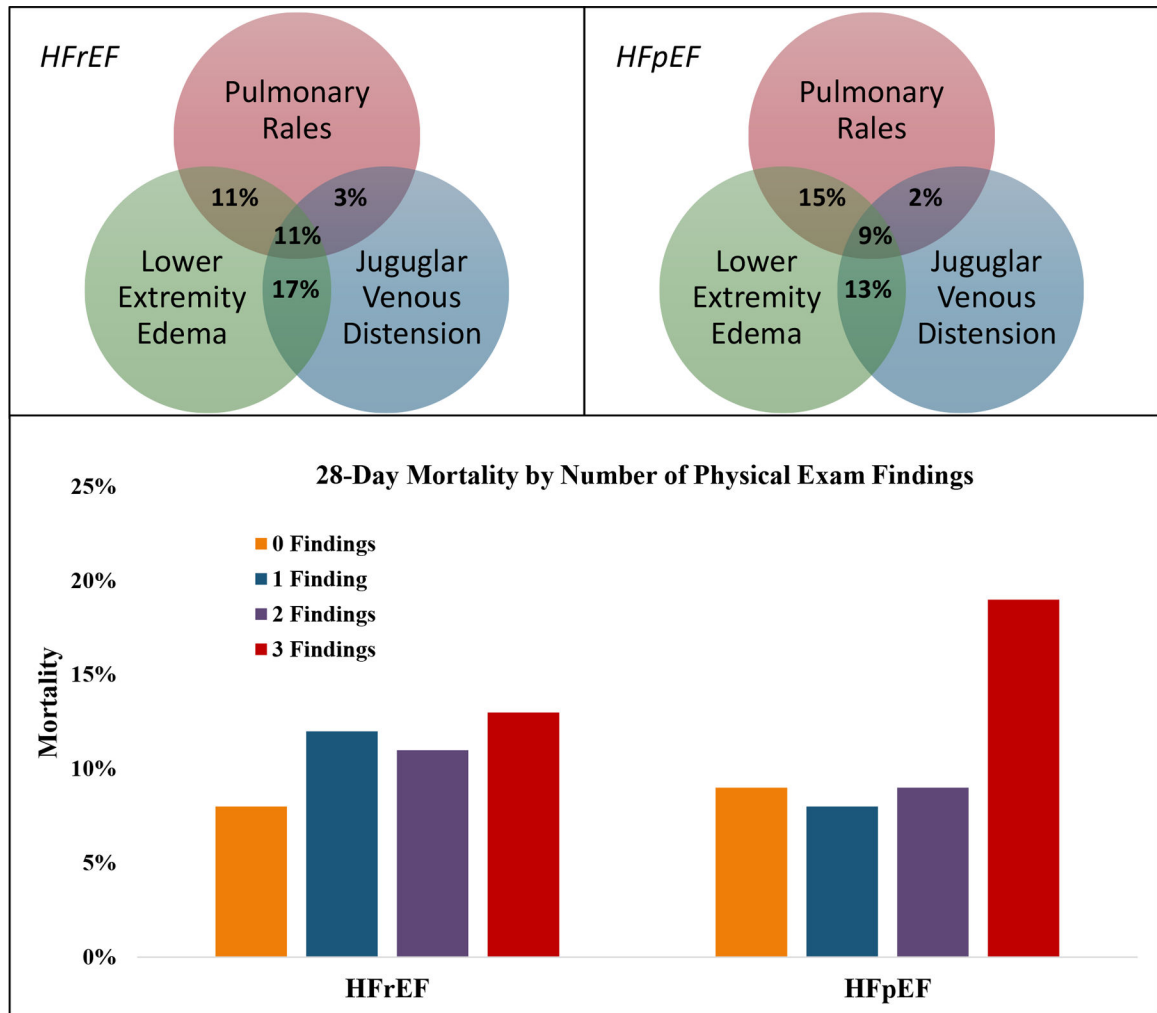 HFrEF
Pulmonary
Rales
11%
3%
11%
Lower
Extremity
Edema
17%
Juguglar
Venous
Distension
HFpEF
Pulmonary
Rales
15%
2%
9%
Lower
Extremity
Edema
13%
Juguglar
Venous
Distension
28-Day Mortality by Number of Physical Exam Findings
25%
20%
15%
10%
5%
0%
Mortality
0 Findings
1 Finding
2 Findings
3 Findings
HFrEF
HFpEF